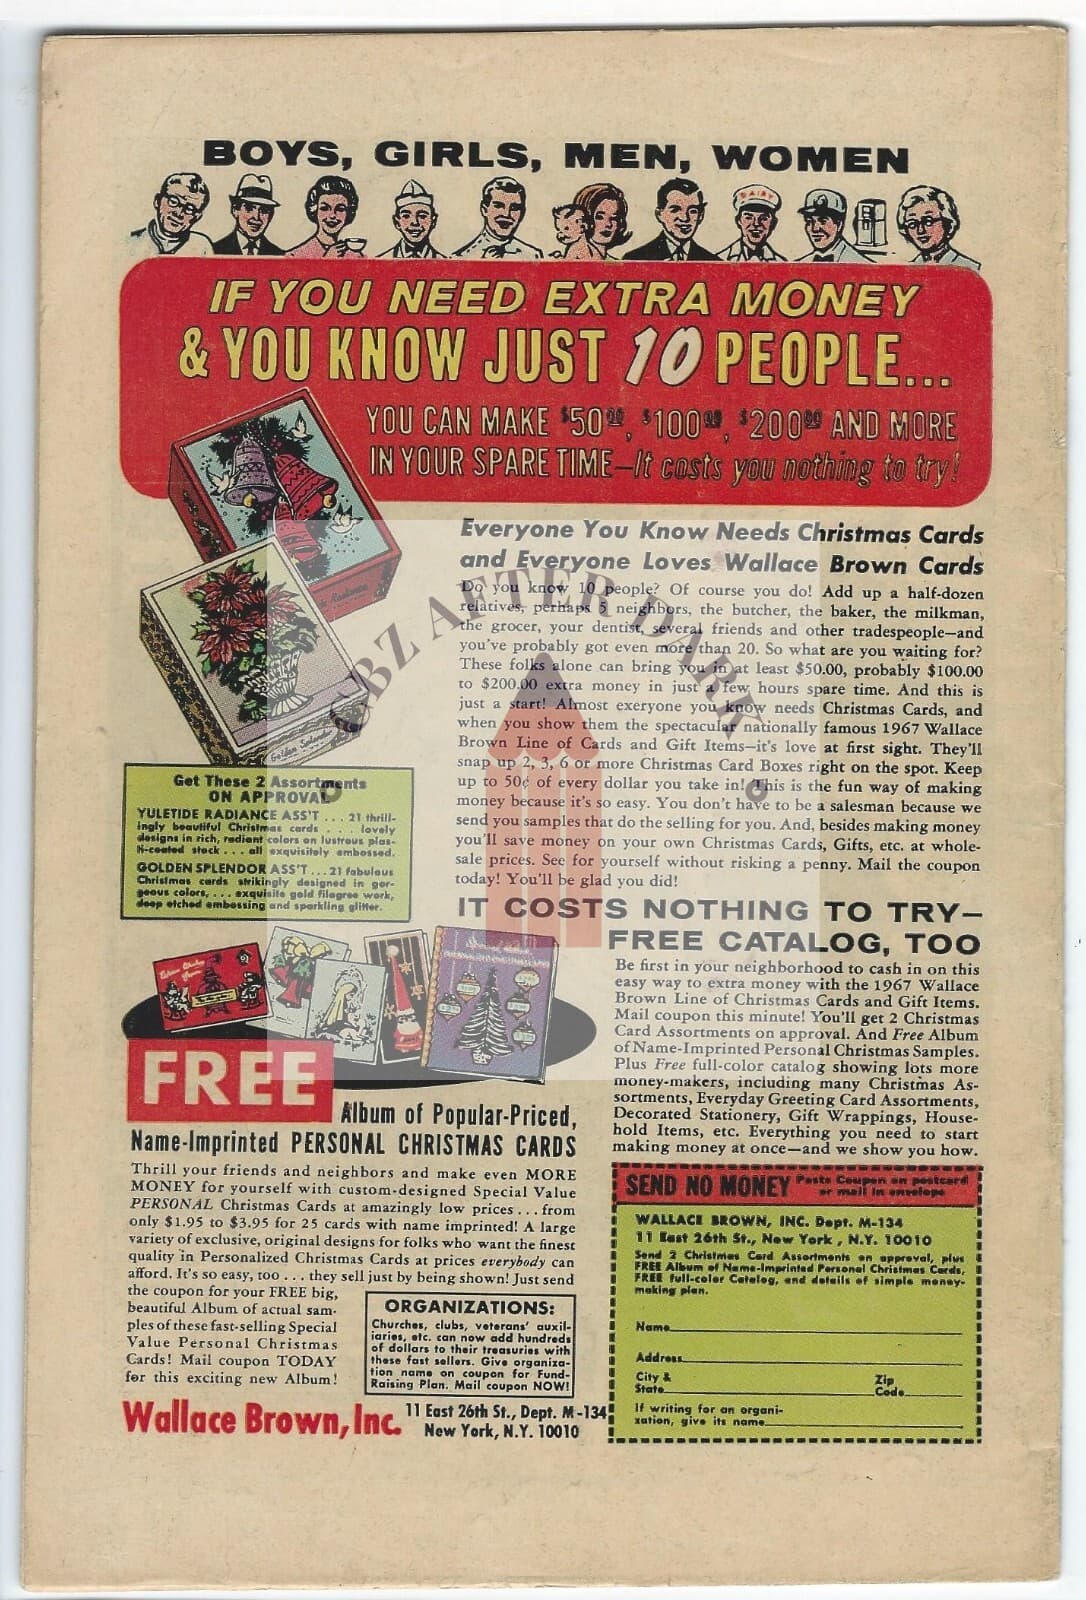 BOYS, GIRLS, MEN, WOMEN
DAIRY
IF YOU NEED EXTRA MONEY
& YOU KNOW JUST 10 PEOPLE...
YOU CAN MAKE $50.00, $100.00, $200.00 AND MORE
IN YOUR SPARE TIME—It costs you nothing to try!
Everyone You Know Needs Christmas Cards
and Everyone Loves Wallace Brown Cards
Do you know 10 people? Of course you do! Add up a half-dozen
relatives, perhaps 5 neighbors, the butcher, the baker, the milkman,
the grocer, your dentist, several friends and other tradespeople—and
you've probably got even more than 20. So what are you waiting for?
These folks alone can bring you in at least $50.00, probably $100.00
to $200.00 extra money in just a few hours spare time. And this is
just a start! Almost exeryone you know needs Christmas Cards, and
when you show them the spectacular nationally famous 1967 Wallace
Brown Line of Cards and Gift Items—it's love at first sight. They'll
snap up 2, 3, 6 or more Christmas Card Boxes right on the spot. Keep
up to 50¢ of every dollar you take in! This is the fun way of making
money because it's so easy. You don't have to be a salesman because we
send you samples that do the selling for you. And, besides making money
you'll save money on your own Christmas Cards, Gifts, etc. at whole-
sale prices. See for yourself without risking a penny. Mail the coupon
today! You'll be glad you did!
CBZ AFTER DARK
Radiance
Golden Splendor
Get These 2 Assortments
ON APPROVAL
YULETIDE RADIANCE ASS'T . . . 21 thrill-
ingly beautiful Christmas cards . . . lovely
designs in rich, radiant colors on lustrous plas-
ti-coated stock . . . all exquisitely embossed.
GOLDEN SPLENDOR ASS'T . . . 21 fabulous
Christmas cards strikingly designed in gor-
geous colors, . . . exquisite gold filagree work,
deep etched embossing and sparkling glitter.
IT COSTS NOTHING TO TRY—
FREE CATALOG, TOO
Be first in your neighborhood to cash in on this
easy way to extra money with the 1967 Wallace
Brown Line of Christmas Cards and Gift Items.
Mail coupon this minute! You'll get 2 Christmas
Card Assortments on approval. And Free Album
of Name-Imprinted Personal Christmas Samples.
Plus Free full-color catalog showing lots more
money-makers, including many Christmas As-
sortments, Everyday Greeting Card Assortments,
Decorated Stationery, Gift Wrappings, House-
hold Items, etc. Everything you need to start
making money at once—and we show you how.
FREE
Album of Popular-Priced,
Name-Imprinted PERSONAL CHRISTMAS CARDS
Thrill your friends and neighbors and make even MORE
MONEY for yourself with custom-designed Special Value
PERSONAL Christmas Cards at amazingly low prices . . . from
only $1.95 to $3.95 for 25 cards with name imprinted! A large
variety of exclusive, original designs for folks who want the finest
quality in Personalized Christmas Cards at prices everybody can
afford. It's so easy, too . . . they sell just by being shown! Just send
the coupon for your FREE big,
beautiful Album of actual sam-
ples of these fast-selling Special
Value Personal Christmas
Cards! Mail coupon TODAY
for this exciting new Album!
ORGANIZATIONS:
Churches, clubs, veterans' auxil-
iaries, etc. can now add hundreds
of dollars to their treasuries with
these fast sellers. Give organiza-
tion name on coupon for Fund-
Raising Plan. Mail coupon NOW!
Wallace Brown, Inc.
11 East 26th St., Dept. M-134
New York, N.Y. 10010
SEND NO MONEY Paste Coupon on postcard
or mail in envelope
WALLACE BROWN, INC. Dept. M-134
11 East 26th St., New York , N.Y. 10010
Send 2 Christmas Card Assortments on approval, plus
FREE Album of Name-Imprinted Personal Christmas Cards,
FREE full-color Catalog, and details of simple money-
making plan.
Name
Address
City &
State
Zip
Code
If writing for an organi-
zation, give its name